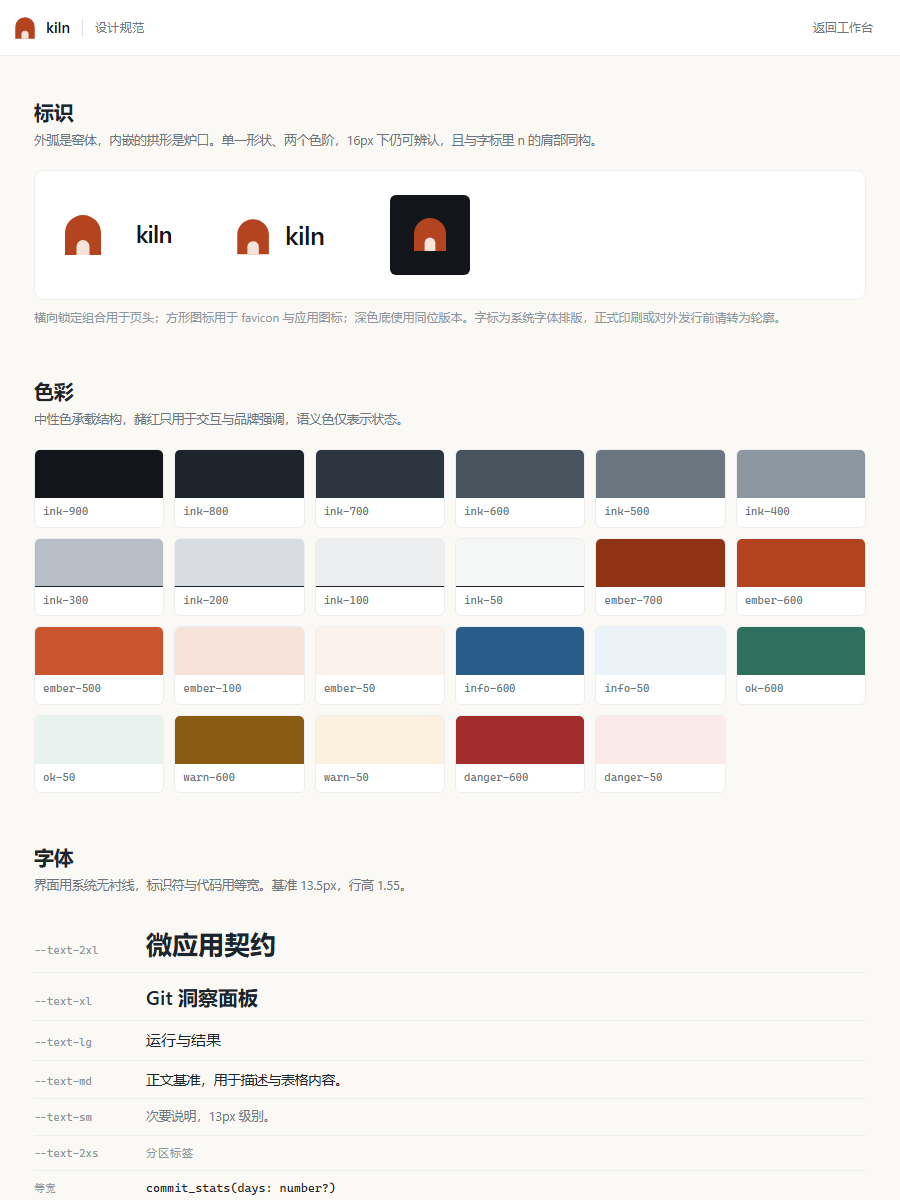 kiln
设计规范
返回工作台
标识
外弧是窑体，内嵌的拱形是炉口。单一形状、两个色阶，16px 下仍可辨认，且与字标里 n 的肩部同构。
kiln
kiln
横向锁定组合用于页头；方形图标用于 favicon 与应用图标；深色底使用同位版本。字标为系统字体排版，正式印刷或对外发行前请转为轮廓。
色彩
中性色承载结构，赭红只用于交互与品牌强调，语义色仅表示状态。
ink-900
ink-800
ink-700
ink-600
ink-500
ink-400
ink-300
ink-200
ink-100
ink-50
ember-700
ember-600
ember-500
ember-100
ember-50
info-600
info-50
ok-600
ok-50
warn-600
warn-50
danger-600
danger-50
字体
界面用系统无衬线，标识符与代码用等宽。基准 13.5px，行高 1.55。
--text-2xl 微应用契约
--text-xl Git 洞察面板
--text-lg 运行与结果
--text-md 正文基准，用于描述与表格内容。
--text-sm 次要说明，13px 级别。
--text-2xs 分区标签
等宽 commit_stats(days: number?)